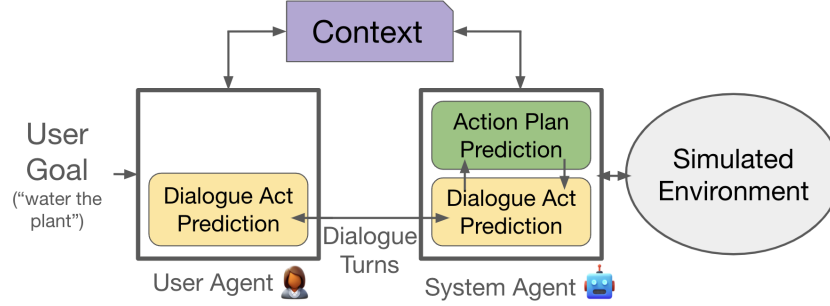 Context
User
Goal
(“water the
plant”)
Dialogue Act
Prediction
User Agent
Dialogue
Turns
Action Plan
Prediction
Dialogue Act
Prediction
System Agent
Simulated
Environment